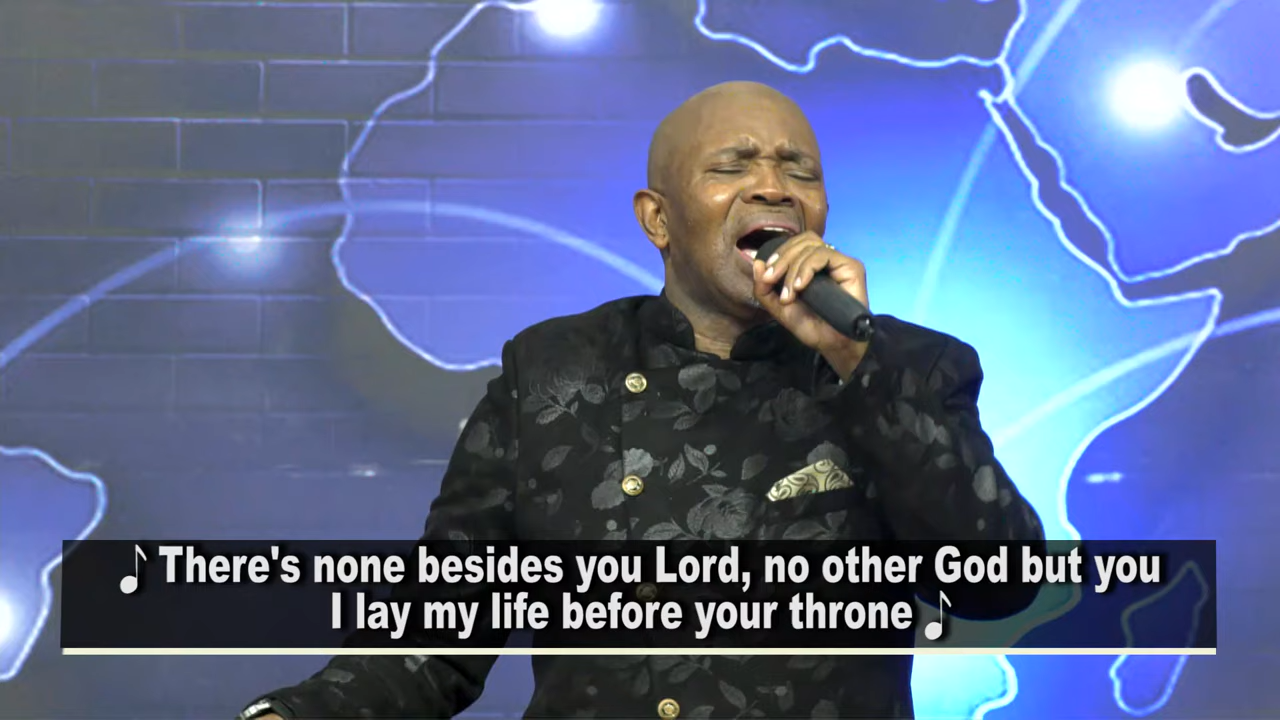 ♪ There's none besides you Lord, no other God but you
I lay my life before your throne ♪